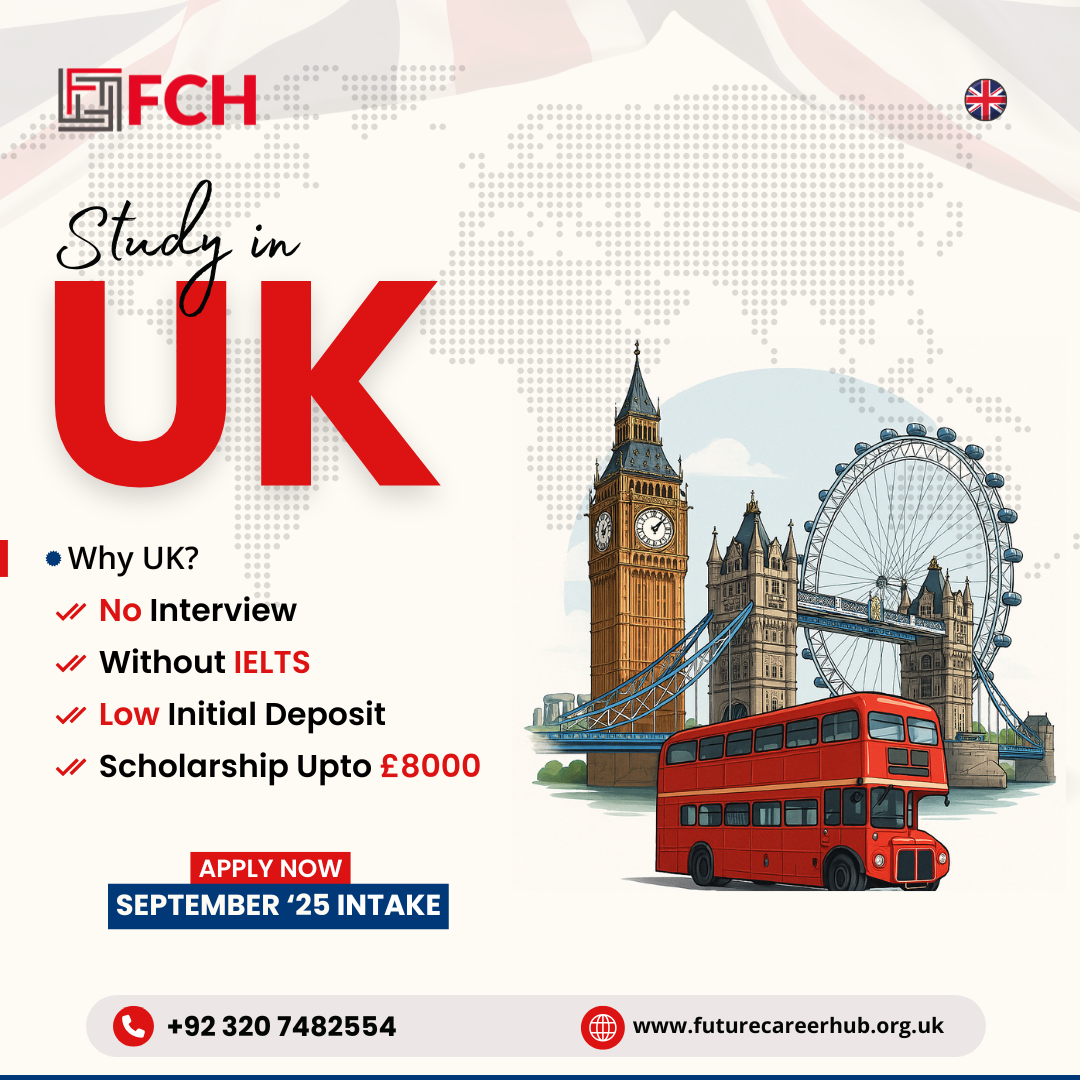 FCH
Study in
UK
Why UK?
No Interview
Without IELTS
Low Initial Deposit
Scholarship Upto £8000
APPLY NOW
SEPTEMBER ‘25 INTAKE
+92 320 7482554
www.futurecareerhub.org.uk